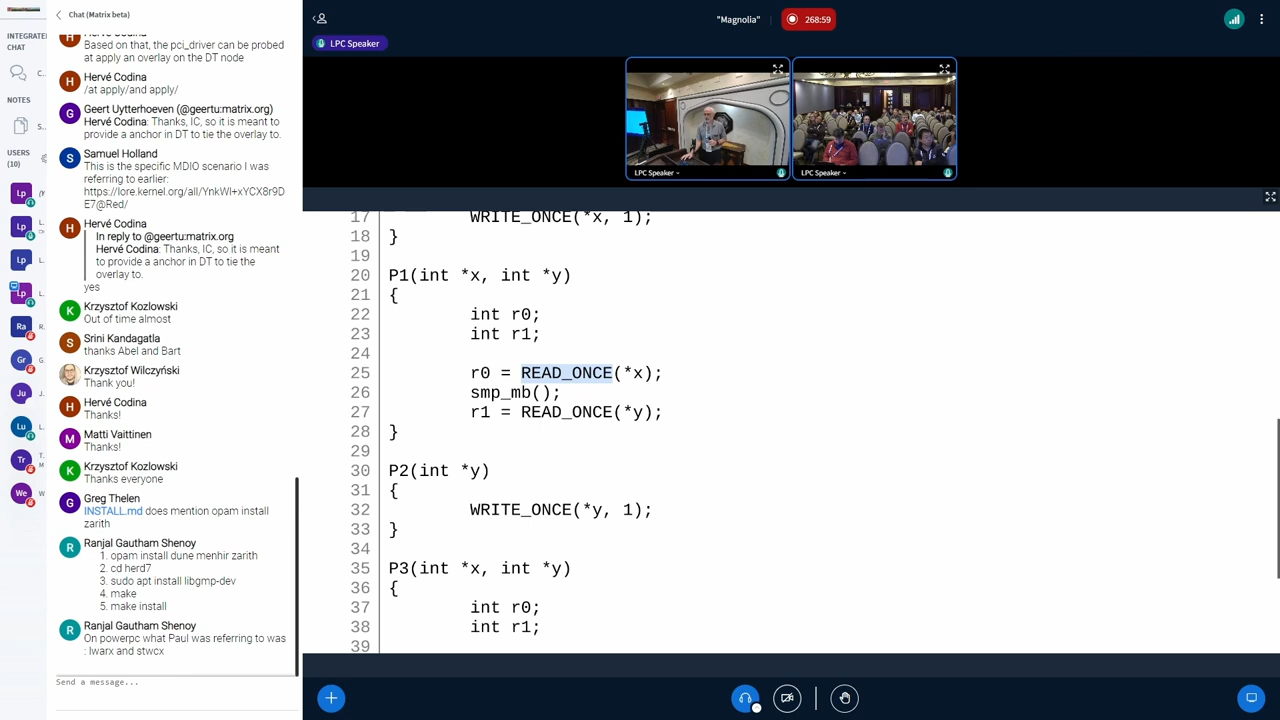 Chat (Matrix beta)
INTEGRATE
CHAT
C...
NOTES
S...
USERS
(10)
Lp
Lp
Lp
Lp
Ra
Gr
Ju
Lu
Tr
We
H
Based on that, the pci_driver can be probed
at apply an overlay on the DT node
H
Hervé Codina
/at apply/and apply/
G
Geert Uytterhoeven (@geertu:matrix.org)
Hervé Codina: Thanks, IC, so it is meant to
provide a anchor in DT to tie the overlay to.
S
Samuel Holland
This is the specific MDIO scenario I was
referring to earlier:
https://lore.kernel.org/all/YnkWl+xYCX8r9D
E7@Red/
H
Hervé Codina
In reply to @geertu:matrix.org
Hervé Codina: Thanks, IC, so it is meant
to provide a anchor in DT to tie the
overlay to.
yes
K
Krzysztof Kozlowski
Out of time almost
S
Srini Kandagatla
thanks Abel and Bart
Krzysztof Wilczyński
Thank you!
H
Hervé Codina
Thanks!
M
Matti Vaittinen
Thanks!
K
Krzysztof Kozlowski
Thanks everyone
G
Greg Thelen
INSTALL.md does mention opam install
zarith
R
Ranjal Gautham Shenoy
1. opam install dune menhir zarith
2. cd herd7
3. sudo apt install libgmp-dev
4. make
5. make install
R
Ranjal Gautham Shenoy
On powerpc what Paul was referring to was
: lwarx and stwcx
Send a message...
"Magnolia"
268:59
LPC Speaker
LPC Speaker
LPC Speaker
17 WRITE_ONCE(*x, 1);
18 }
19
20 P1(int *x, int *y)
21 {
22 int r0;
23 int r1;
24
25 r0 = READ_ONCE(*x);
26 smp_mb();
27 r1 = READ_ONCE(*y);
28 }
29
30 P2(int *y)
31 {
32 WRITE_ONCE(*y, 1);
33 }
34
35 P3(int *x, int *y)
36 {
37 int r0;
38 int r1;
39